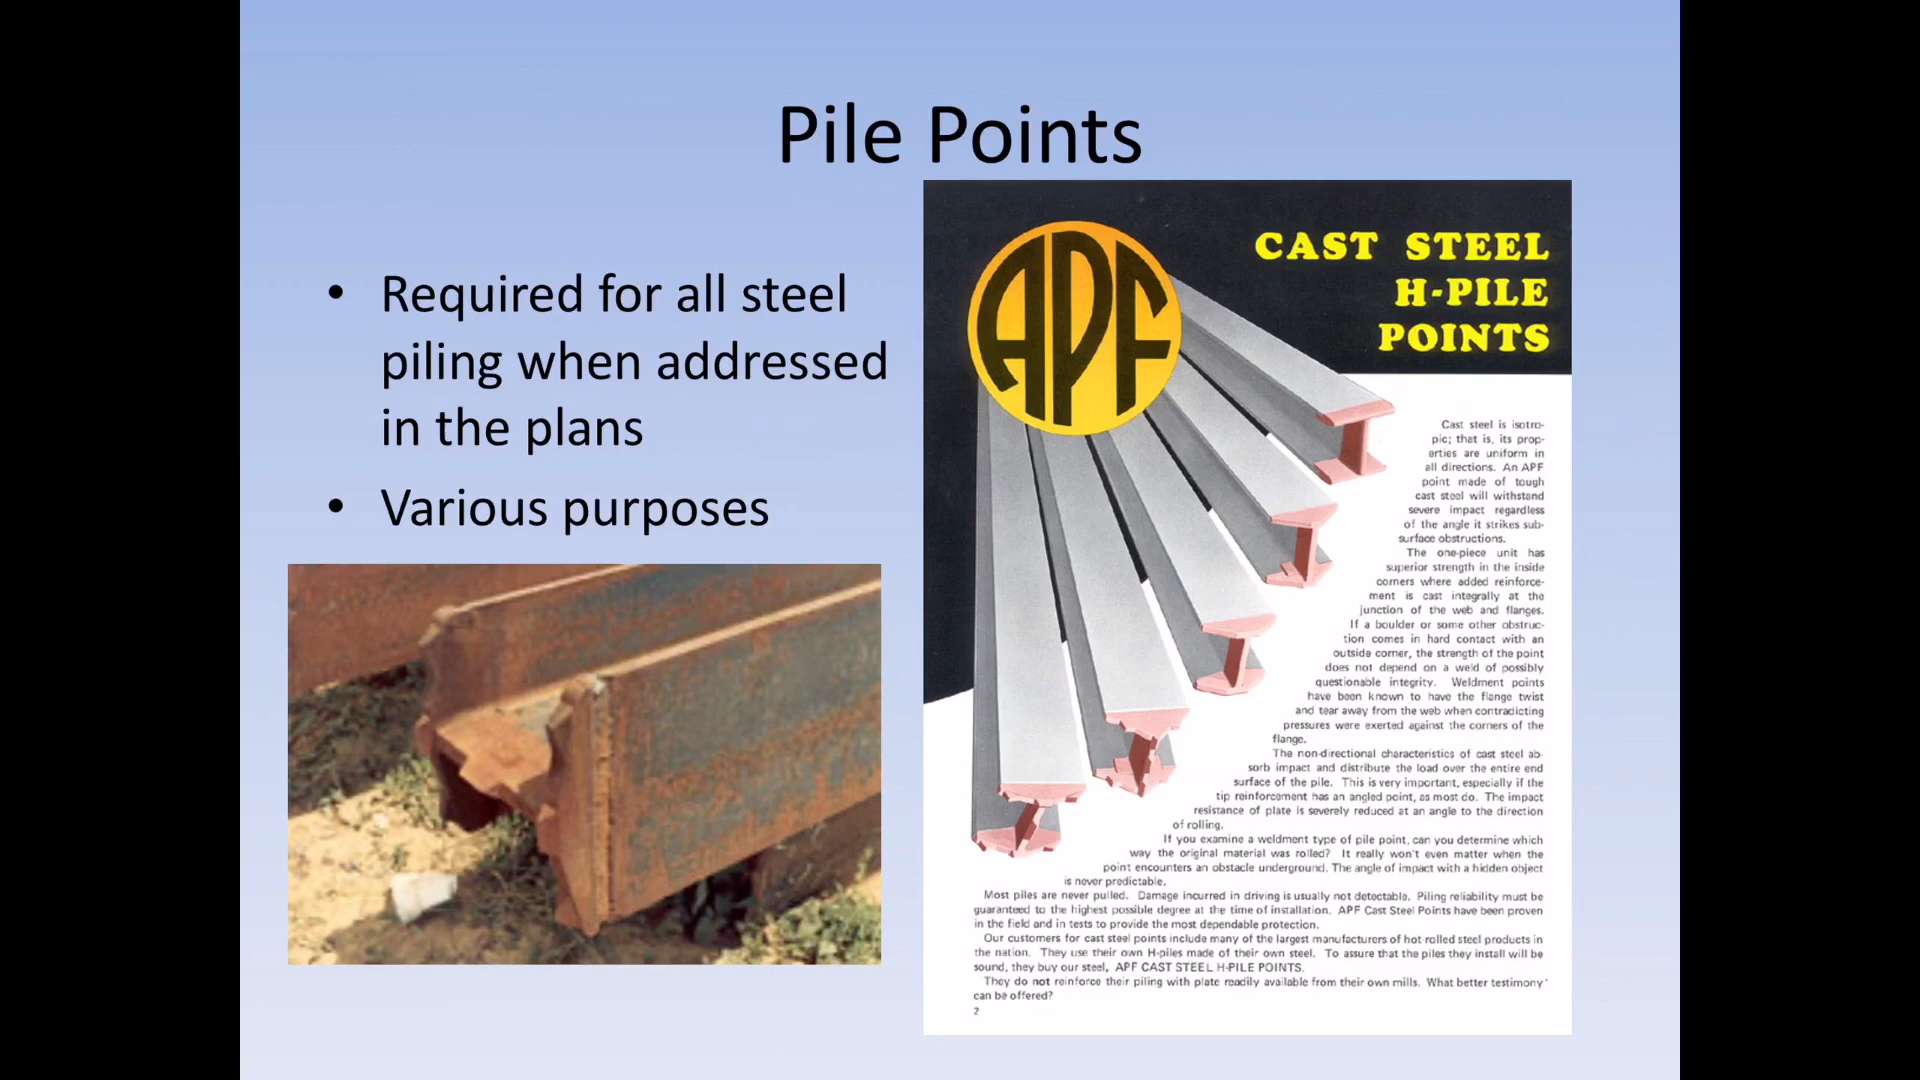 Pile Points
• Required for all steel
piling when addressed
in the plans
• Various purposes
APF
CAST STEEL
H-PILE
POINTS
Cast steel is isotro-
pic; that is, its prop-
erties are uniform in
all directions. An APF
point made of tough
cast steel will withstand
severe impact regardless
of the angle it strikes sub-
surface obstructions.
The one-piece unit has
superior strength in the inside
corners where added reinforce-
ment is cast integrally at the
junction of the web and flanges.
If a boulder or some other obstruc-
tion comes in hard contact with an
outside corner, the strength of the point
does not depend on a weld of possibly
questionable integrity. Weldment points
have been known to have the flange twist
and tear away from the web when contradicting
pressures were exerted against the corners of the
flange.
The non-directional characteristics of cast steel ab-
sorb impact and distribute the load over the entire end
surface of the pile. This is very important, especially if the
tip reinforcement has an angled point, as most do. The impact
resistance of plate is severely reduced at an angle to the direction
of rolling.
If you examine a weldment type of pile point, can you determine which
way the original material was rolled? It really won't even matter when the
point encounters an obstacle underground. The angle of impact with a hidden object
is never predictable.
Most piles are never pulled. Damage incurred in driving is usually not detectable. Piling reliability must be
guaranteed to the highest possible degree at the time of installation. APF Cast Steel Points have been proven
in the field and in tests to provide the most dependable protection.
Our customers for cast steel points include many of the largest manufacturers of hot rolled steel products in
the nation. They use their own H-piles made of their own steel. To assure that the piles they install will be
sound, they buy our steel, APF CAST STEEL H-PILE POINTS.
They do not reinforce their piling with plate readily available from their own mills. What better testimony
can be offered?
2